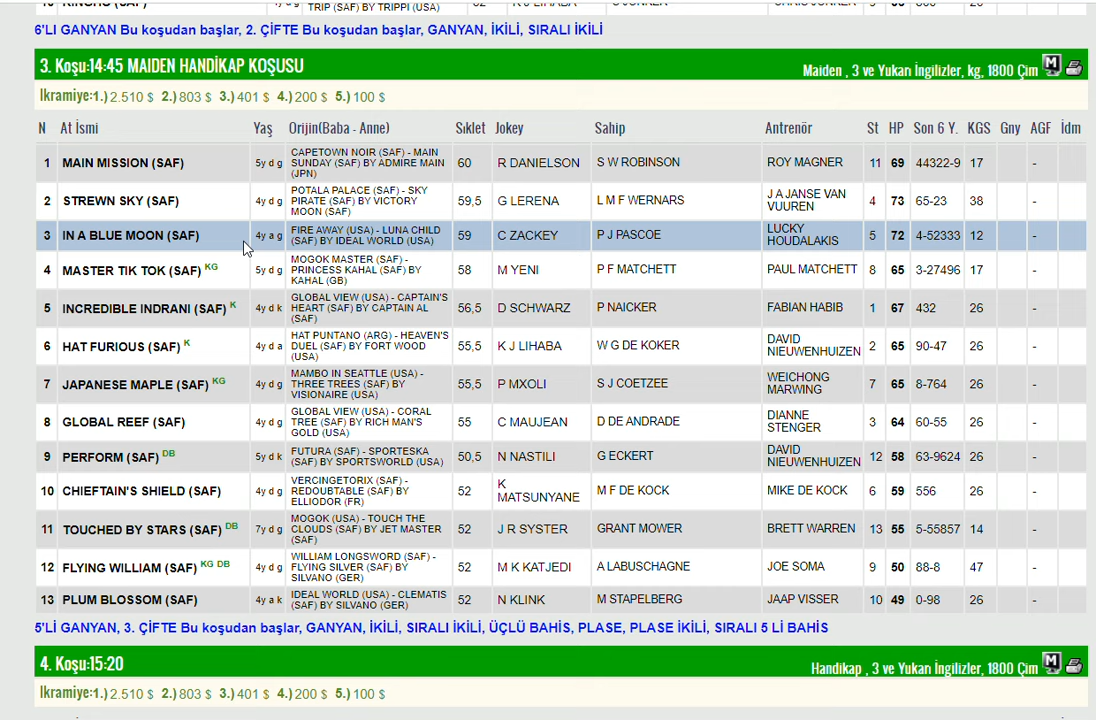 TRIP (SAF) BY TRIPPI (USA)
6'LI GANYAN Bu koşudan başlar, 2. ÇİFTE Bu koşudan başlar, GANYAN, İKİLİ, SIRALI İKİLİ
3. Koşu:14:45 MAIDEN HANDİKAP KOŞUSU
Maiden , 3 ve Yukarı İngilizler, kg, 1800 Çim
İkramiye:1.) 2.510 $ 2.) 803 $ 3.) 401 $ 4.) 200 $ 5.) 100 $
N At İsmi Yaş Orijin(Baba - Anne) Sıklet Jokey Sahip Antrenör St HP Son 6 Y. KGS Gny AGF İdm
1 MAIN MISSION (SAF) 5y d g CAPETOWN NOIR (SAF) - MAIN SUNDAY (SAF) BY ADMIRE MAIN (JPN) 60 R DANIELSON S W ROBINSON ROY MAGNER 11 69 44322-9 17 -
2 STREWN SKY (SAF) 4y d g POTALA PALACE (SAF) - SKY PIRATE (SAF) BY VICTORY MOON (SAF) 59,5 G LERENA L M F WERNARS J A JANSE VAN VUUREN 4 73 65-23 38 -
3 IN A BLUE MOON (SAF) 4y a g FIRE AWAY (USA) - LUNA CHILD (SAF) BY IDEAL WORLD (USA) 59 C ZACKEY P J PASCOE LUCKY HOUDALAKIS 5 72 4-52333 12 -
4 MASTER TIK TOK (SAF) KG 5y d g MOGOK MASTER (SAF) - PRINCESS KAHAL (SAF) BY KAHAL (GB) 58 M YENI P F MATCHETT PAUL MATCHETT 8 65 3-27496 17 -
5 INCREDIBLE INDRANI (SAF) K 4y d k GLOBAL VIEW (USA) - CAPTAIN'S HEART (SAF) BY CAPTAIN AL (SAF) 56,5 D SCHWARZ P NAICKER FABIAN HABIB 1 67 432 26 -
6 HAT FURIOUS (SAF) K 4y d a HAT PUNTANO (ARG) - HEAVEN'S DUEL (SAF) BY FORT WOOD (USA) 55,5 K J LIHABA W G DE KOKER DAVID NIEUWENHUIZEN 2 65 90-47 26 -
7 JAPANESE MAPLE (SAF) KG 4y d g MAMBO IN SEATTLE (USA) - THREE TREES (SAF) BY VISIONAIRE (USA) 55,5 P MXOLI S J COETZEE WEICHONG MARWING 7 65 8-764 26 -
8 GLOBAL REEF (SAF) 4y d g GLOBAL VIEW (USA) - CORAL TREE (SAF) BY RICH MAN'S GOLD (USA) 55 C MAUJEAN D DE ANDRADE DIANNE STENGER 3 64 60-55 26 -
9 PERFORM (SAF) DB 5y d k FUTURA (SAF) - SPORTESKA (SAF) BY SPORTSWORLD (USA) 50,5 N NASTILI G ECKERT DAVID NIEUWENHUIZEN 12 58 63-9624 26 -
10 CHIEFTAIN'S SHIELD (SAF) 4y d g VERCINGETORIX (SAF) - REDOUBTABLE (SAF) BY ELLIODOR (FR) 52 K MATSUNYANE M F DE KOCK MIKE DE KOCK 6 59 556 26 -
11 TOUCHED BY STARS (SAF) DB 7y d g MOGOK (USA) - TOUCH THE CLOUDS (SAF) BY JET MASTER (SAF) 52 J R SYSTER GRANT MOWER BRETT WARREN 13 55 5-55857 14 -
12 FLYING WILLIAM (SAF) KG DB 4y d g WILLIAM LONGSWORD (SAF) - FLYING SILVER (SAF) BY SILVANO (GER) 52 M K KATJEDI A LABUSCHAGNE JOE SOMA 9 50 88-8 47 -
13 PLUM BLOSSOM (SAF) 4y a k IDEAL WORLD (USA) - CLEMATIS (SAF) BY SILVANO (GER) 52 N KLINK M STAPELBERG JAAP VISSER 10 49 0-98 26 -
5'Lİ GANYAN, 3. ÇİFTE Bu koşudan başlar, GANYAN, İKİLİ, SIRALI İKİLİ, ÜÇLÜ BAHİS, PLASE, PLASE İKİLİ, SIRALI 5 Lİ BAHİS
4. Koşu:15:20
Handikap , 3 ve Yukarı İngilizler, 1800 Çim
İkramiye:1.) 2.510 $ 2.) 803 $ 3.) 401 $ 4.) 200 $ 5.) 100 $